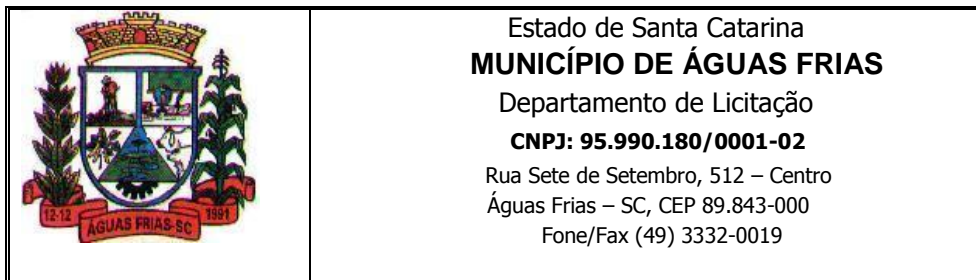 Estado de Santa Catarina
MUNICÍPIO DE ÁGUAS FRIAS
Departamento de Licitação
CNPJ: 95.990.180/0001-02
Rua Sete de Setembro, 512 – Centro
Águas Frias – SC, CEP 89.843-000
Fone/Fax (49) 3332-0019
12-12
ÁGUAS FRIAS-SC
1991